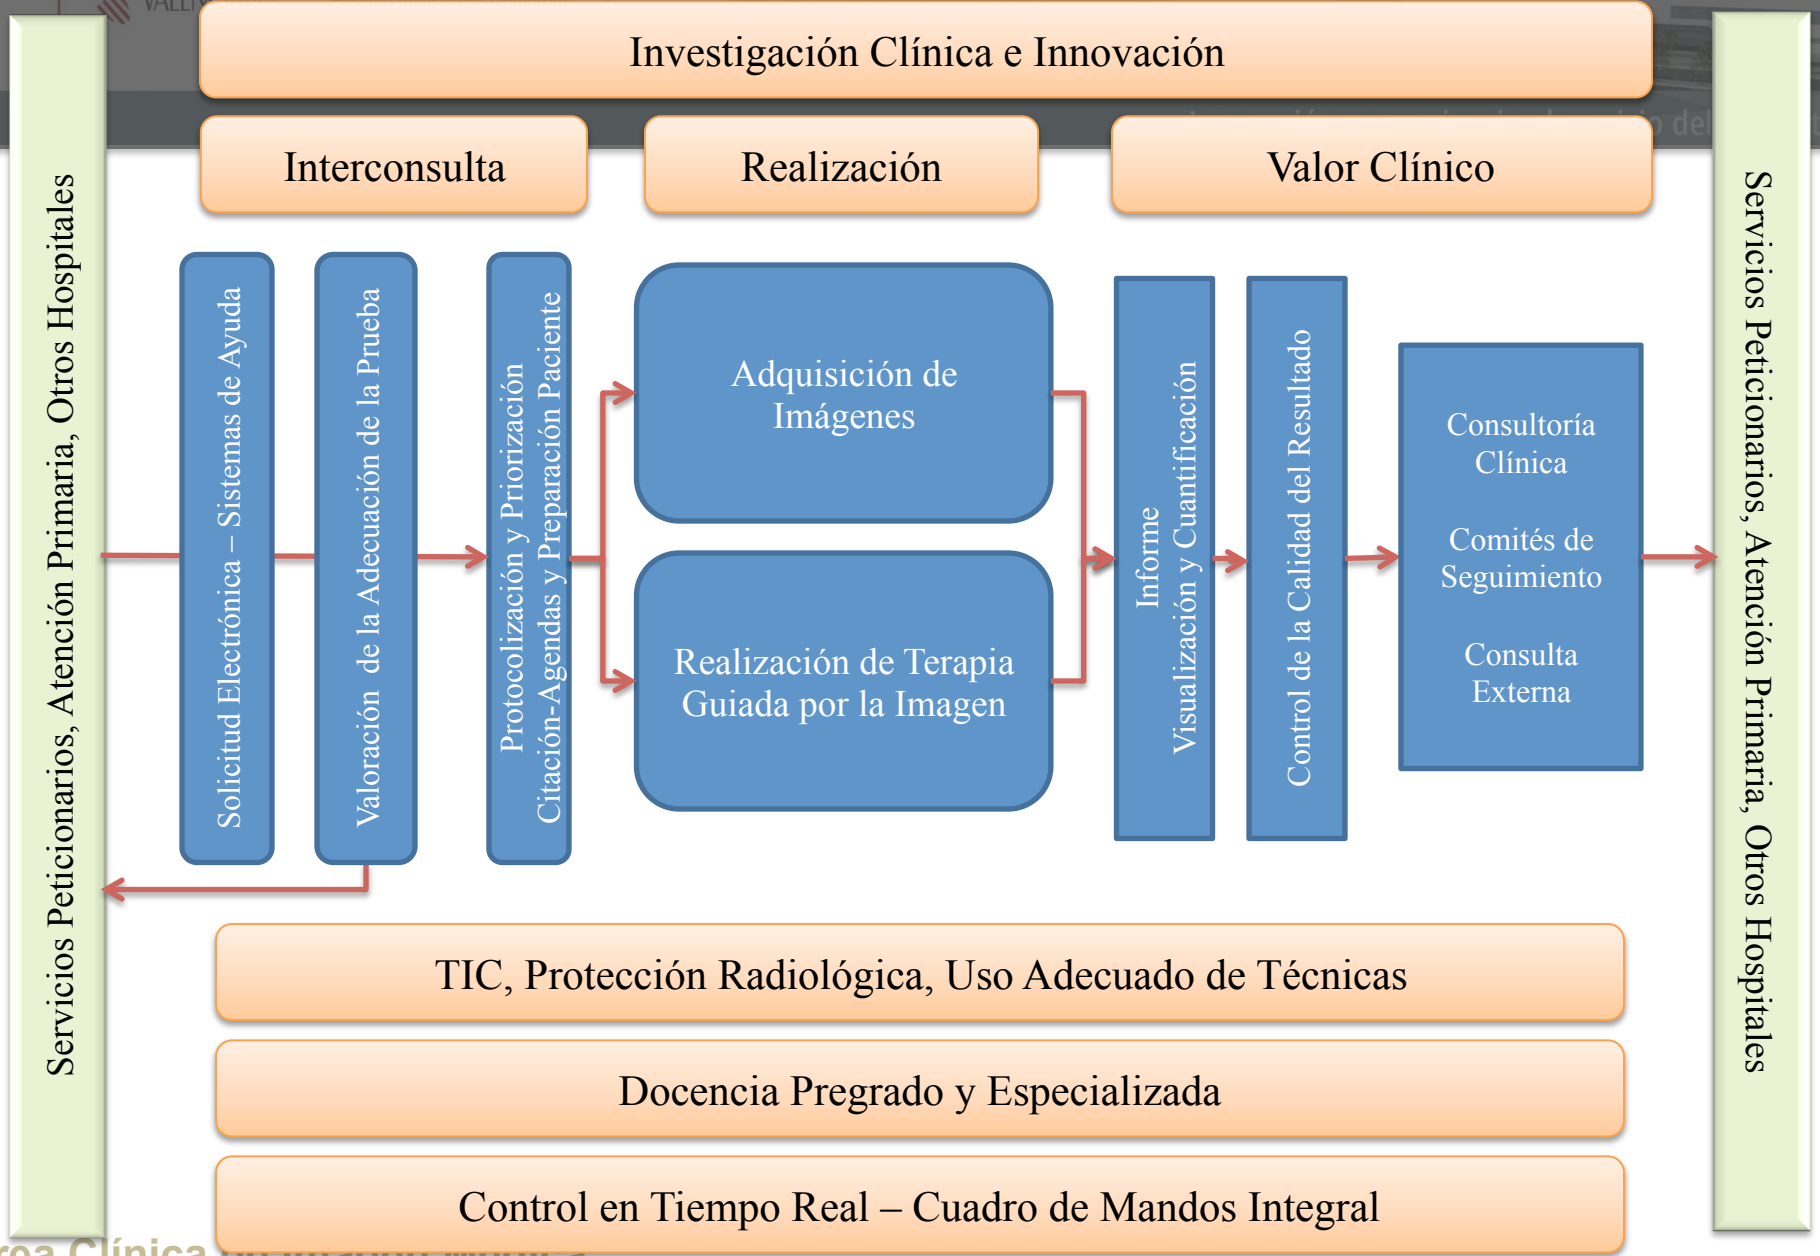 Investigación Clínica e Innovación
Interconsulta
Realización
Valor Clínico
Servicios Peticionarios, Atención Primaria, Otros Hospitales
Solicitud Electrónica – Sistemas de Ayuda
Valoración de la Adecuación de la Prueba
Protocolización y Priorización
Citación-Agendas y Preparación Paciente
Adquisición de
Imágenes
Realización de Terapia
Guiada por la Imagen
Informe
Visualización y Cuantificación
Control de la Calidad del Resultado
Consultoría
Clínica
Comités de
Seguimiento
Consulta
Externa
Servicios Peticionarios, Atención Primaria, Otros Hospitales
TIC, Protección Radiológica, Uso Adecuado de Técnicas
Docencia Pregrado y Especializada
Control en Tiempo Real – Cuadro de Mandos Integral
Clínica